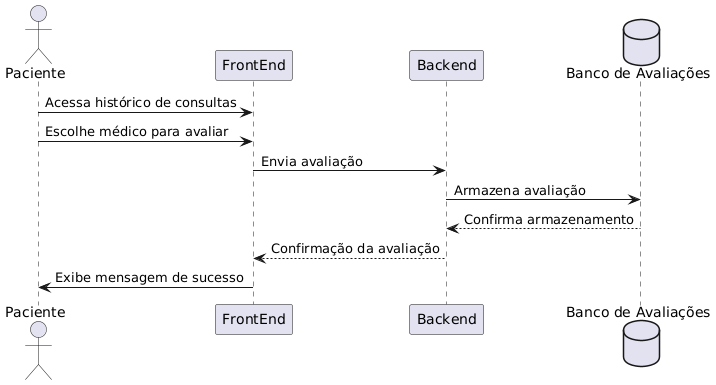 Paciente
FrontEnd
Backend
Banco de Avaliações
Acessa histórico de consultas
Escolhe médico para avaliar
Envia avaliação
Armazena avaliação
Confirma armazenamento
Confirmação da avaliação
Exibe mensagem de sucesso
Paciente
FrontEnd
Backend
Banco de Avaliações